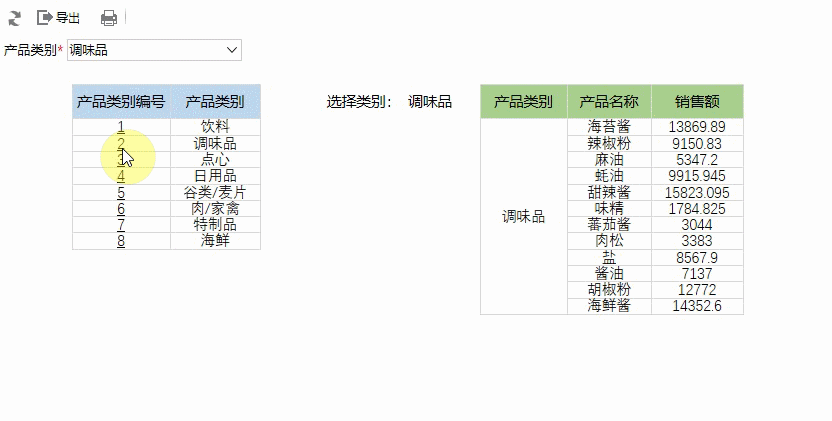 导出
产品类别* 调味品
产品类别编号 产品类别
1 饮料
2 调味品
3 点心
4 日用品
5 谷类/麦片
6 肉/家禽
7 特制品
8 海鲜
选择类别: 调味品
产品类别 产品名称 销售额
调味品
海苔酱 13869.89
辣椒粉 9150.83
麻油 5347.2
蚝油 9915.945
甜辣酱 15823.095
味精 1784.825
蕃茄酱 3044
肉松 3383
盐 8567.9
酱油 7137
胡椒粉 12772
海鲜酱 14352.6